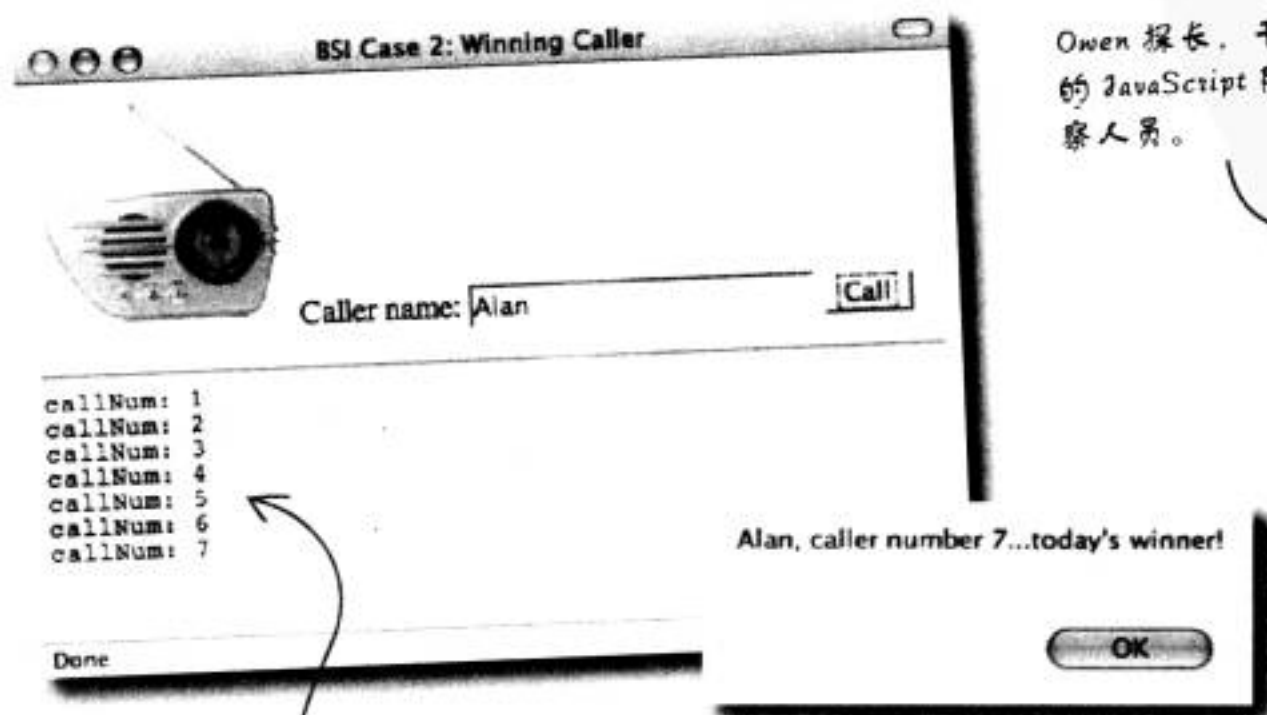 BSI Case 2: Winning Caller
Owen 探长,
的 JavaScript
察人员。
Caller name: Alan
Call
callNum: 1
callNum: 2
callNum: 3
callNum: 4
callNum: 5
callNum: 6
callNum: 7
Alan, caller number 7...today's winner!
OK
Done